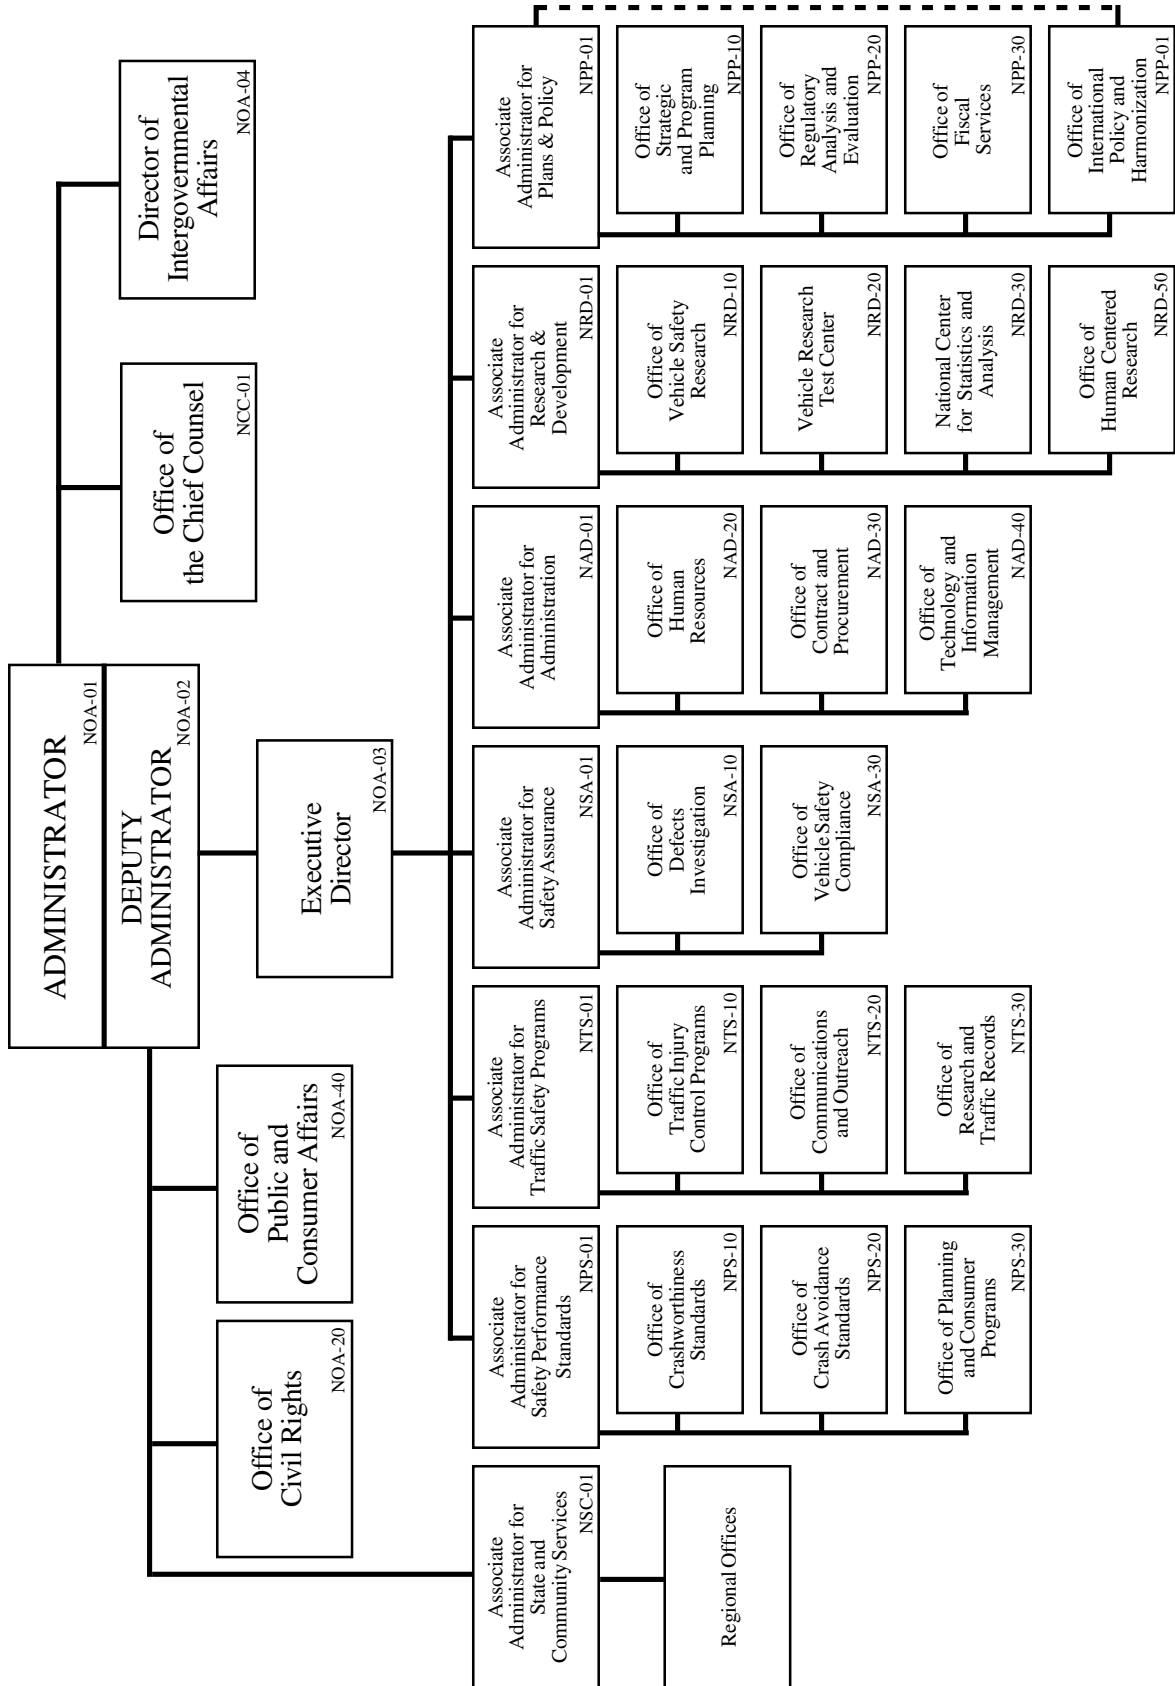 ADMINISTRATOR
NOA-01
DEPUTY
ADMINISTRATOR
NOA-02
Office of
Civil Rights
NOA-20
Office of
Public and
Consumer Affairs
NOA-40
Office of
the Chief Counsel
NCC-01
Director of
Intergovernmental
Affairs
NOA-04
Executive
Director
NOA-03
Associate
Administrator for
State and
Community Services
NSC-01
Regional Offices
Associate
Administrator for
Safety Performance
Standards
NPS-01
Office of
Crashworthiness
Standards
NPS-10
Office of
Crash Avoidance
Standards
NPS-20
Office of Planning
and Consumer
Programs
NPS-30
Associate
Administrator for
Traffic Safety Programs
NTS-01
Office of
Traffic Injury
Control Programs
NTS-10
Office of
Communications
and Outreach
NTS-20
Office of
Research and
Traffic Records
NTS-30
Associate
Administrator for
Safety Assurance
NSA-01
Office of
Defects
Investigation
NSA-10
Office of
Vehicle Safety
Compliance
NSA-30
Associate
Administrator for
Administration
NAD-01
Office of
Human
Resources
NAD-20
Office of
Contract and
Procurement
NAD-30
Office of
Technology and
Information
Management
NAD-40
Associate
Administrator for
Research &
Development
NRD-01
Office of
Vehicle Safety
Research
NRD-10
Vehicle Research
Test Center
NRD-20
National Center
for Statistics and
Analysis
NRD-30
Office of
Human Centered
Research
NRD-50
Associate
Administrator for
Plans & Policy
NPP-01
Office of
Strategic
and Program
Planning
NPP-10
Office of
Regulatory
Analysis and
Evaluation
NPP-20
Office of
Fiscal
Services
NPP-30
Office of
International
Policy and
Harmonization
NPP-01